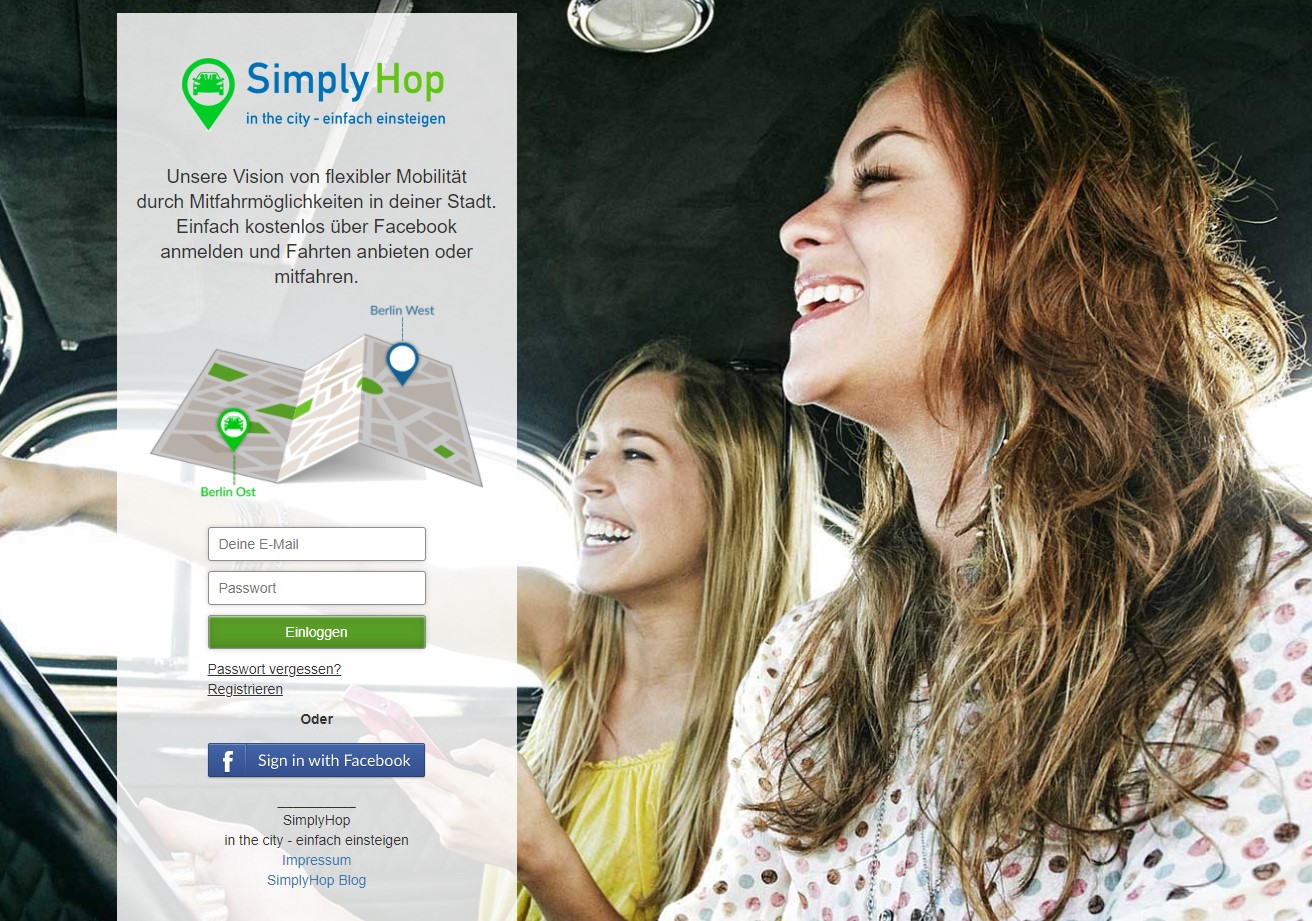 SimplyHop
in the city - einfach einsteigen
Unsere Vision von flexibler Mobilität
durch Mitfahrmöglichkeiten in deiner Stadt.
Einfach kostenlos über Facebook
anmelden und Fahrten anbieten oder
mitfahren.
Berlin West
Berlin Ost
Deine E-Mail
Passwort
Einloggen
Passwort vergessen?
Registrieren
Oder
f Sign in with Facebook
SimplyHop
in the city - einfach einsteigen
Impressum
SimplyHop Blog